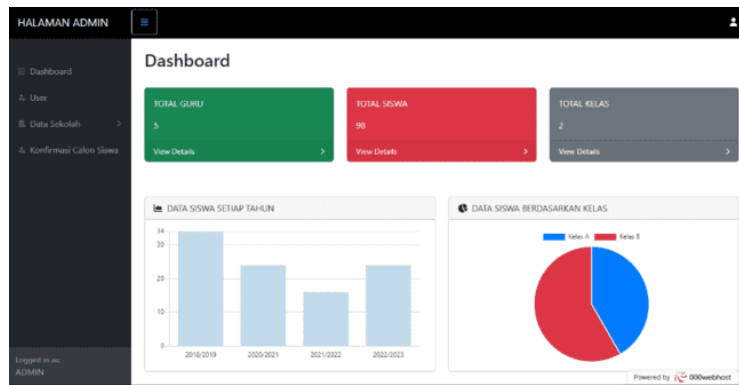 HALAMAN ADMIN
Dashboard
User
Data Sekolah
Konfirmasi Calon Siswa
Logged in as:
ADMIN
Dashboard
TOTAL GURU
5
View Details
TOTAL SISWA
98
View Details
TOTAL KELAS
2
View Details
DATA SISWA SETIAP TAHUN
34
30
20
10
0
2018/2019 2020/2021 2021/2022 2022/2023
DATA SISWA BERDASARKAN KELAS
Kelas A Kelas B
Powered by 000webhost